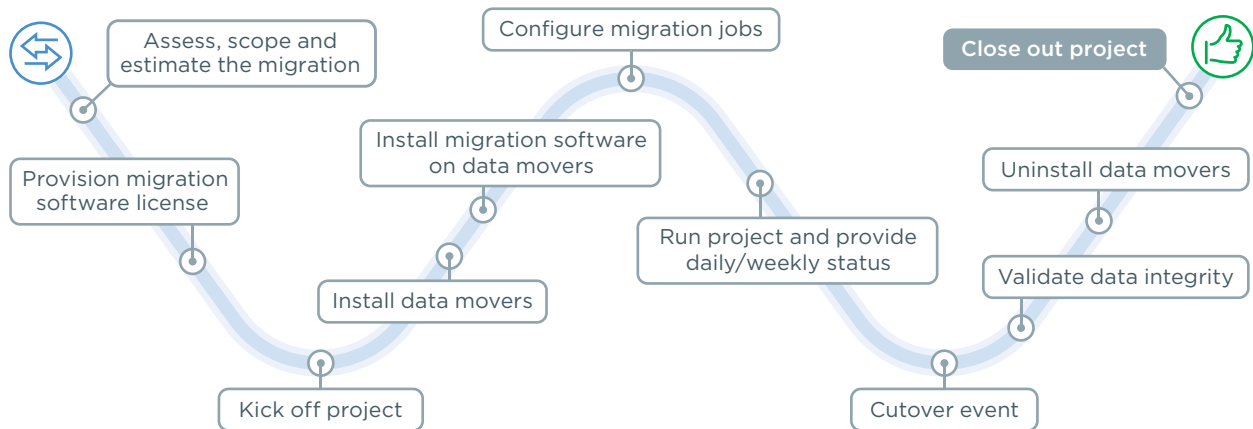 Assess, scope and
estimate the migration
Provision migration
software license
Kick off project
Install data movers
Install migration software
on data movers
Configure migration jobs
Run project and provide
daily/weekly status
Cutover event
Validate data integrity
Uninstall data movers
Close out project